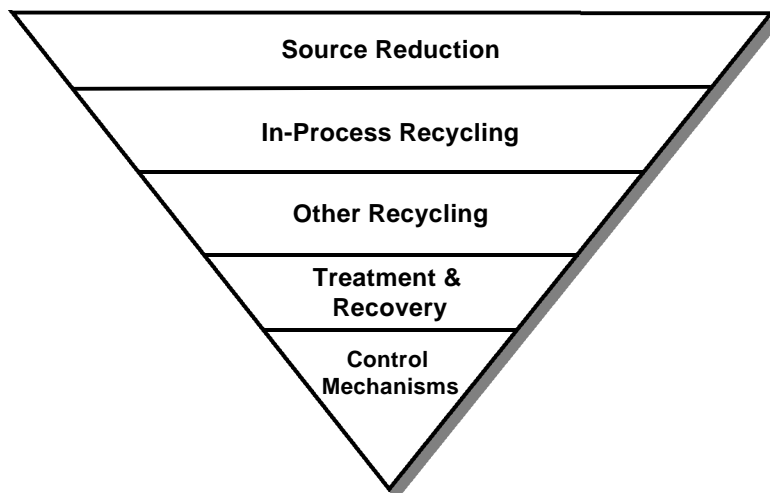 Source Reduction
In-Process Recycling
Other Recycling
Treatment &
Recovery
Control
Mechanisms